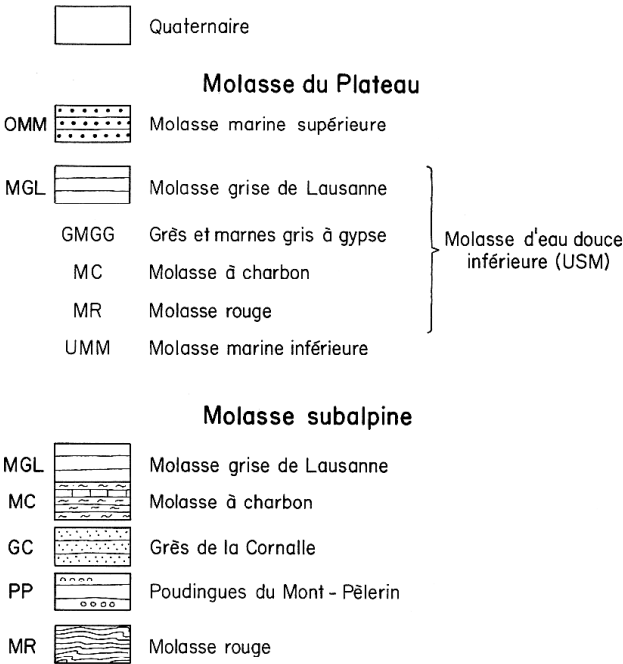 Quaternaire
Molasse du Plateau
OMM Molasse marine supérieure
MGL Molasse grise de Lausanne
GMGG Grès et marnes gris à gypse
Molasse d'eau douce
inférieure (USM)
MC Molasse à charbon
MR Molasse rouge
UMM Molasse marine inférieure
Molasse subalpine
MGL Molasse grise de Lausanne
MC Molasse à charbon
GC Grès de la Cornalle
PP Poudingues du Mont-Pèlerin
MR Molasse rouge